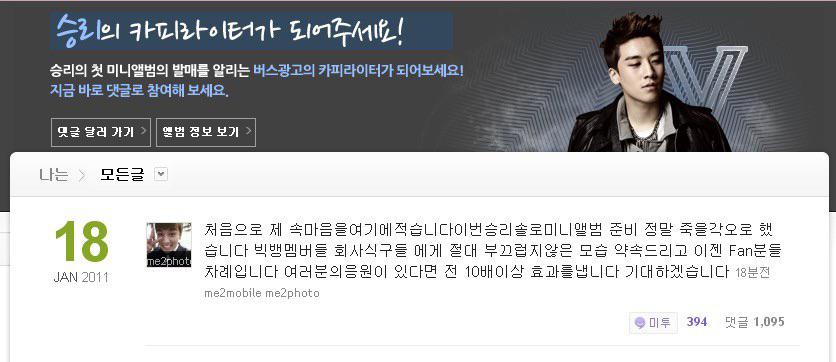 승리의 카피라이터가 되어주세요!
승리의 첫 미니앨범의 발매를 알리는 버스광고의 카피라이터가 되어보세요!
지금 바로 댓글로 참여해 보세요.
댓글 달러 가기 > 앨범 정보 보기 >
V
나는 > 모든글
18
JAN 2011
me2photo
처음으로 제 속마음을여기에적습니다이번승리솔로미니앨범 준비 정말 죽을각오로 했
습니다 빅뱅멤버들 회사식구들 에게 절대 부끄럽지않은 모습 약속드리고 이젠 Fan분들
차례입니다 여러분의응원이 있다면 전 10배이상 효과를냅니다 기대하겠습니다 18분전
me2mobile me2photo
미투 394 댓글 1,095